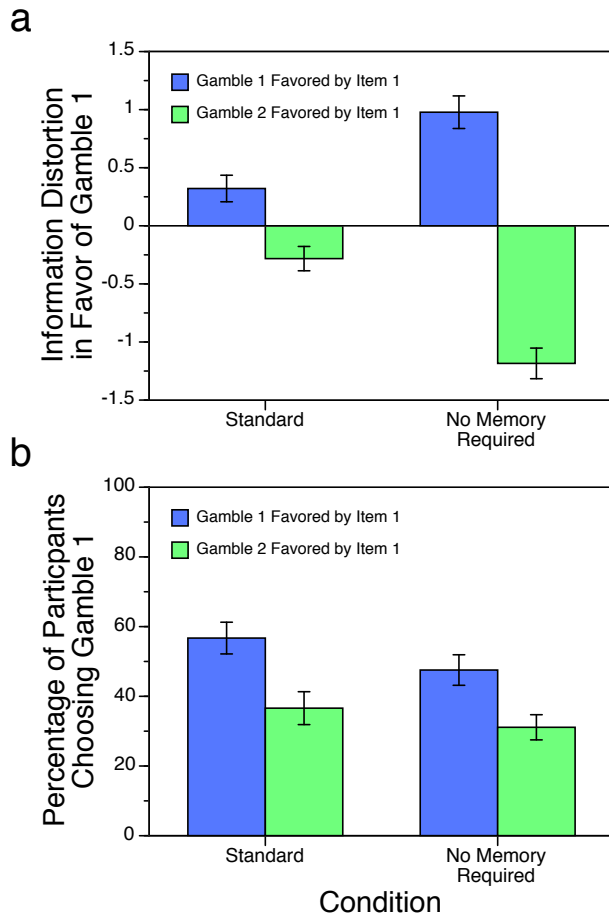 a
Information Distortion
in Favor of Gamble 1
1.5
1
0.5
0
-0.5
-1
-1.5
Gamble 1 Favored by Item 1
Gamble 2 Favored by Item 1
Standard
No Memory
Required
b
Percentage of Particpants
Choosing Gamble 1
100
80
60
40
20
0
Gamble 1 Favored by Item 1
Gamble 2 Favored by Item 1
Standard
No Memory
Required
Condition